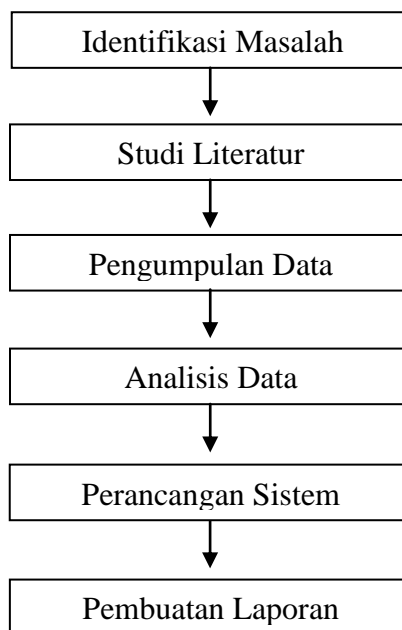 Identifikasi Masalah
Studi Literatur
Pengumpulan Data
Analisis Data
Perancangan Sistem
Pembuatan Laporan